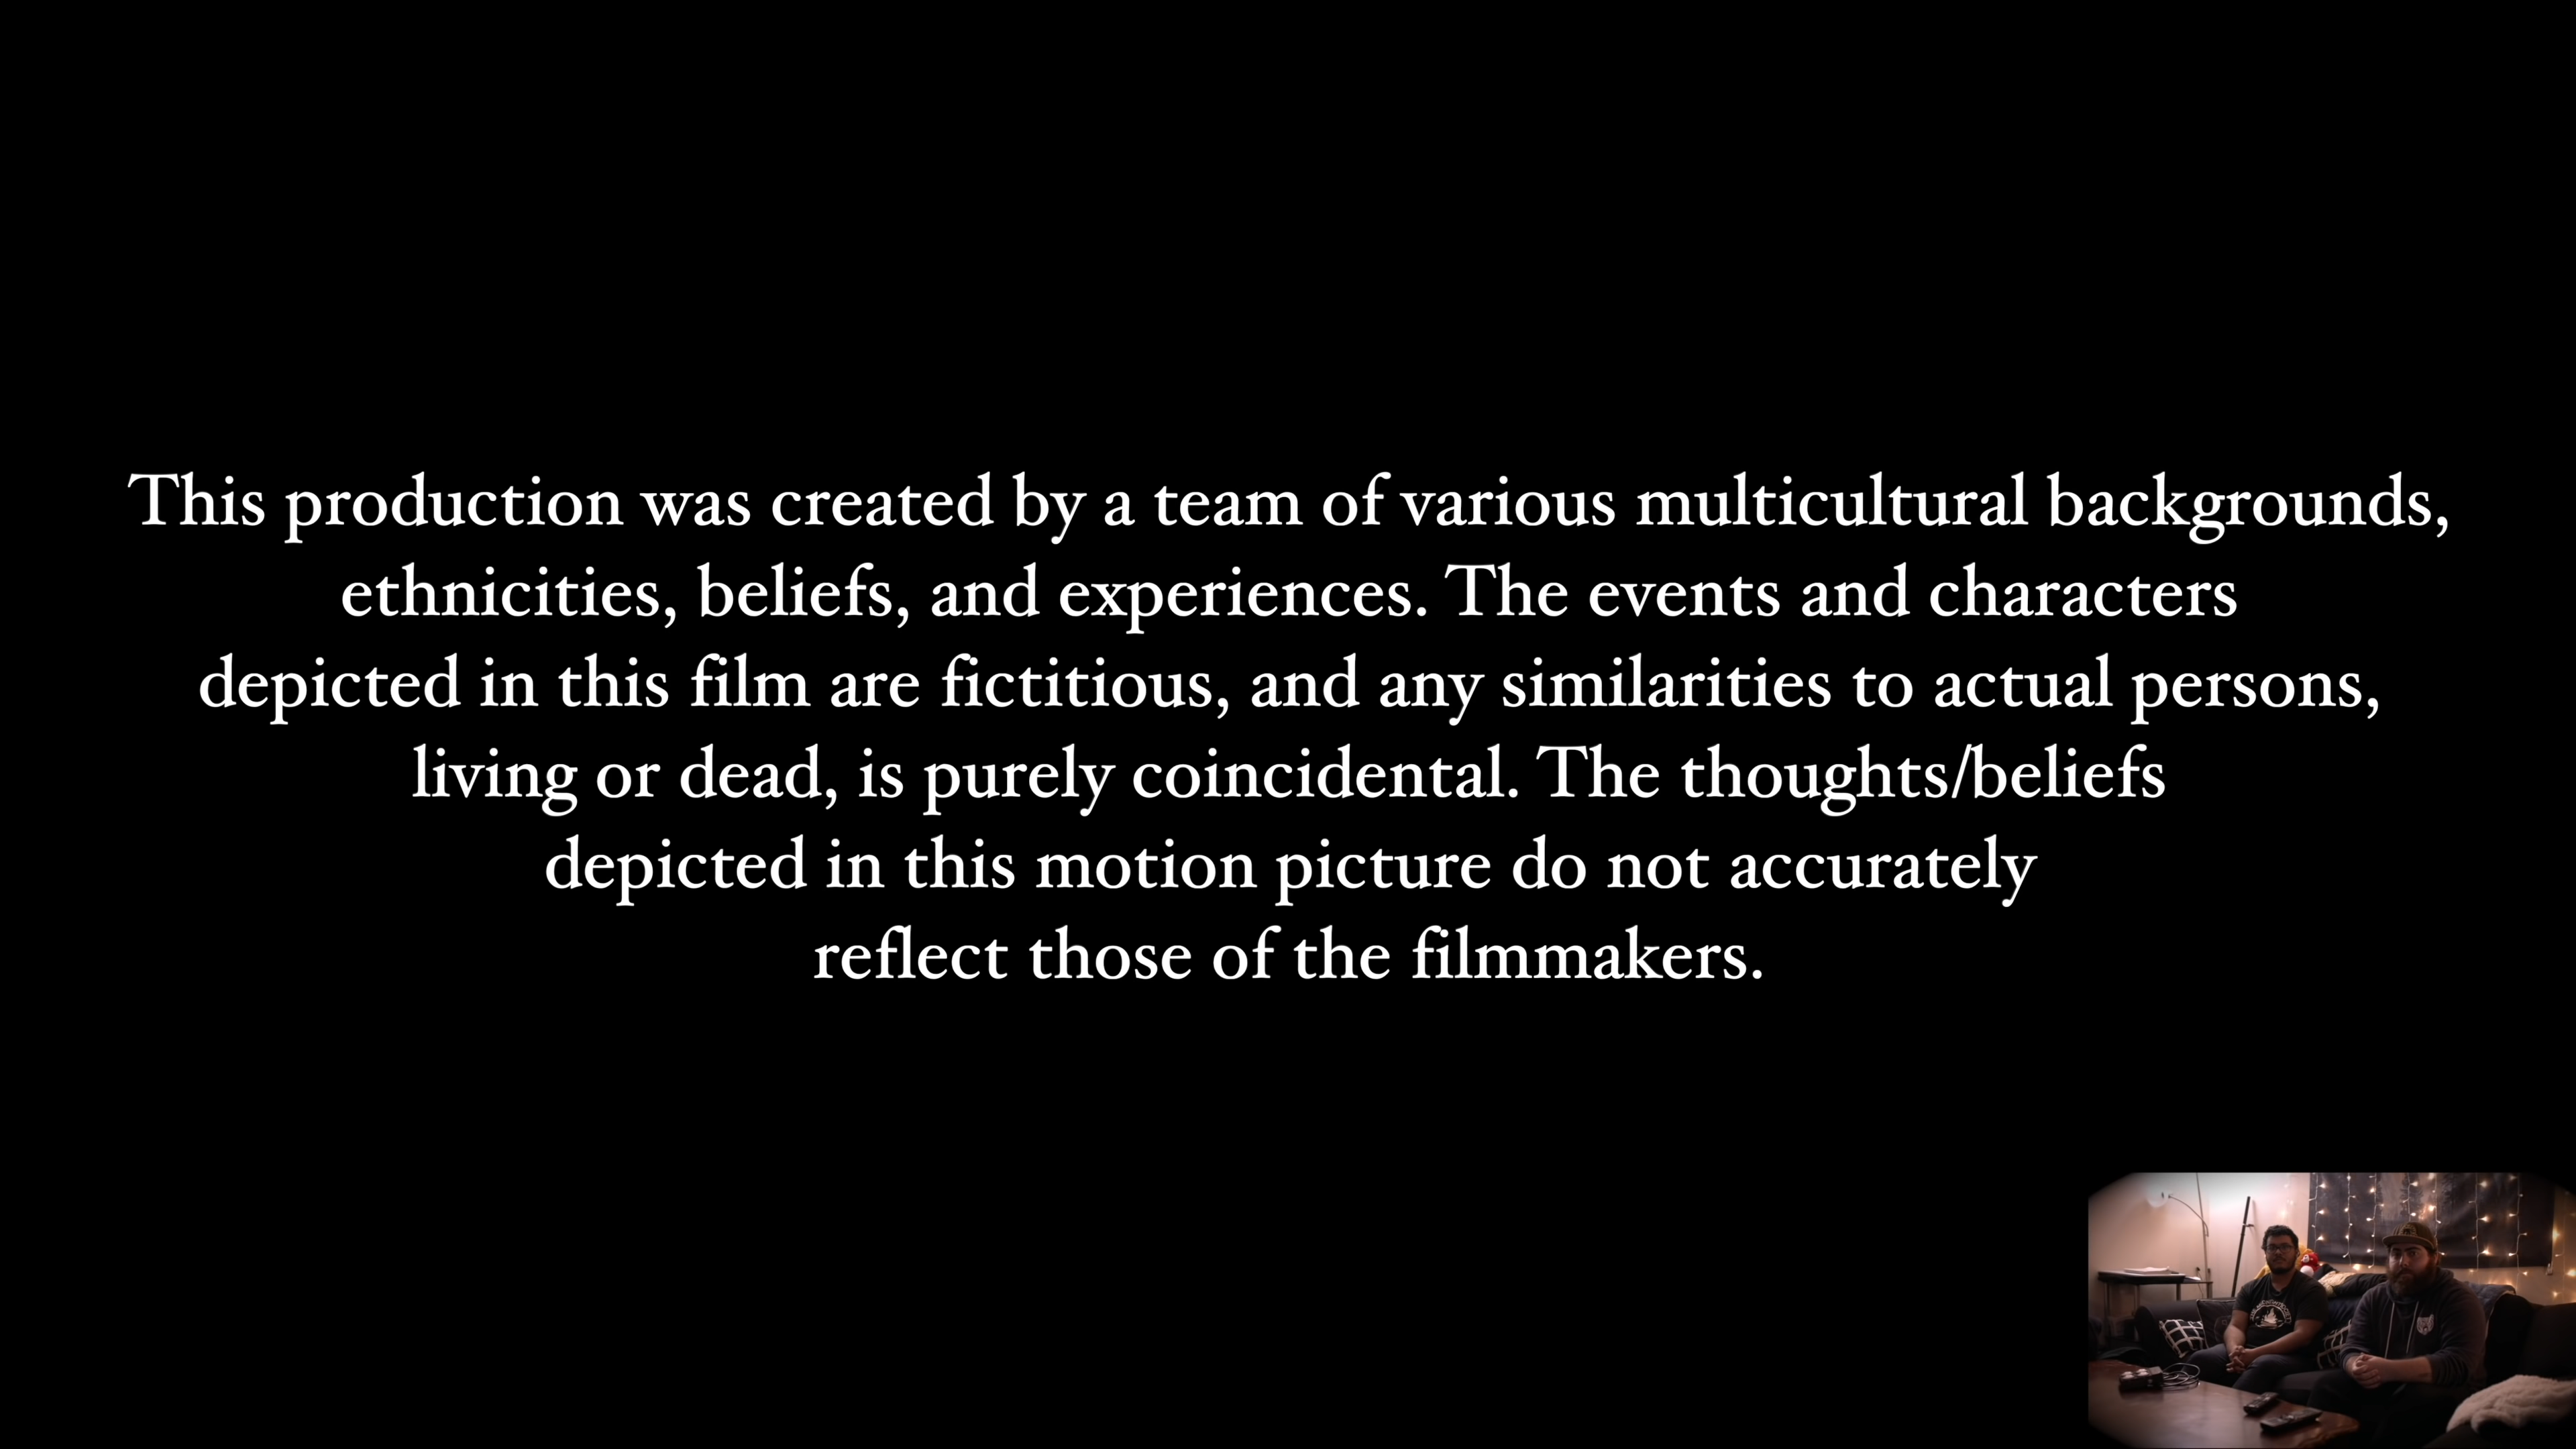 This production was created by a team of various multicultural backgrounds,
ethnicities, beliefs, and experiences. The events and characters
depicted in this film are fictitious, and any similarities to actual persons,
living or dead, is purely coincidental. The thoughts/beliefs
depicted in this motion picture do not accurately
reflect those of the filmmakers.